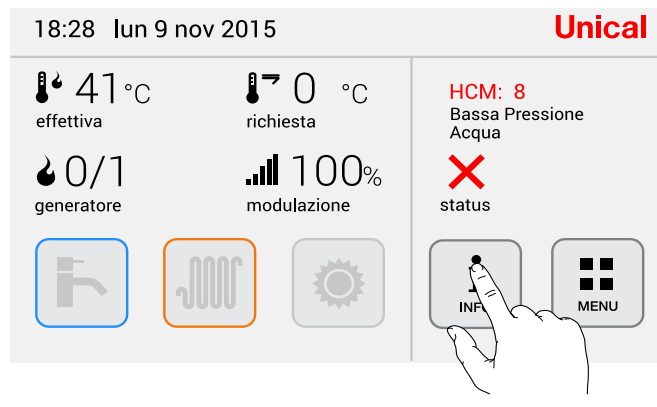 18:28 lun 9 nov 2015
Unical
41°C
effettiva
0 °C
richiesta
0/1
generatore
100%
modulazione
HCM: 8
Bassa Pressione
Acqua
status
MENU